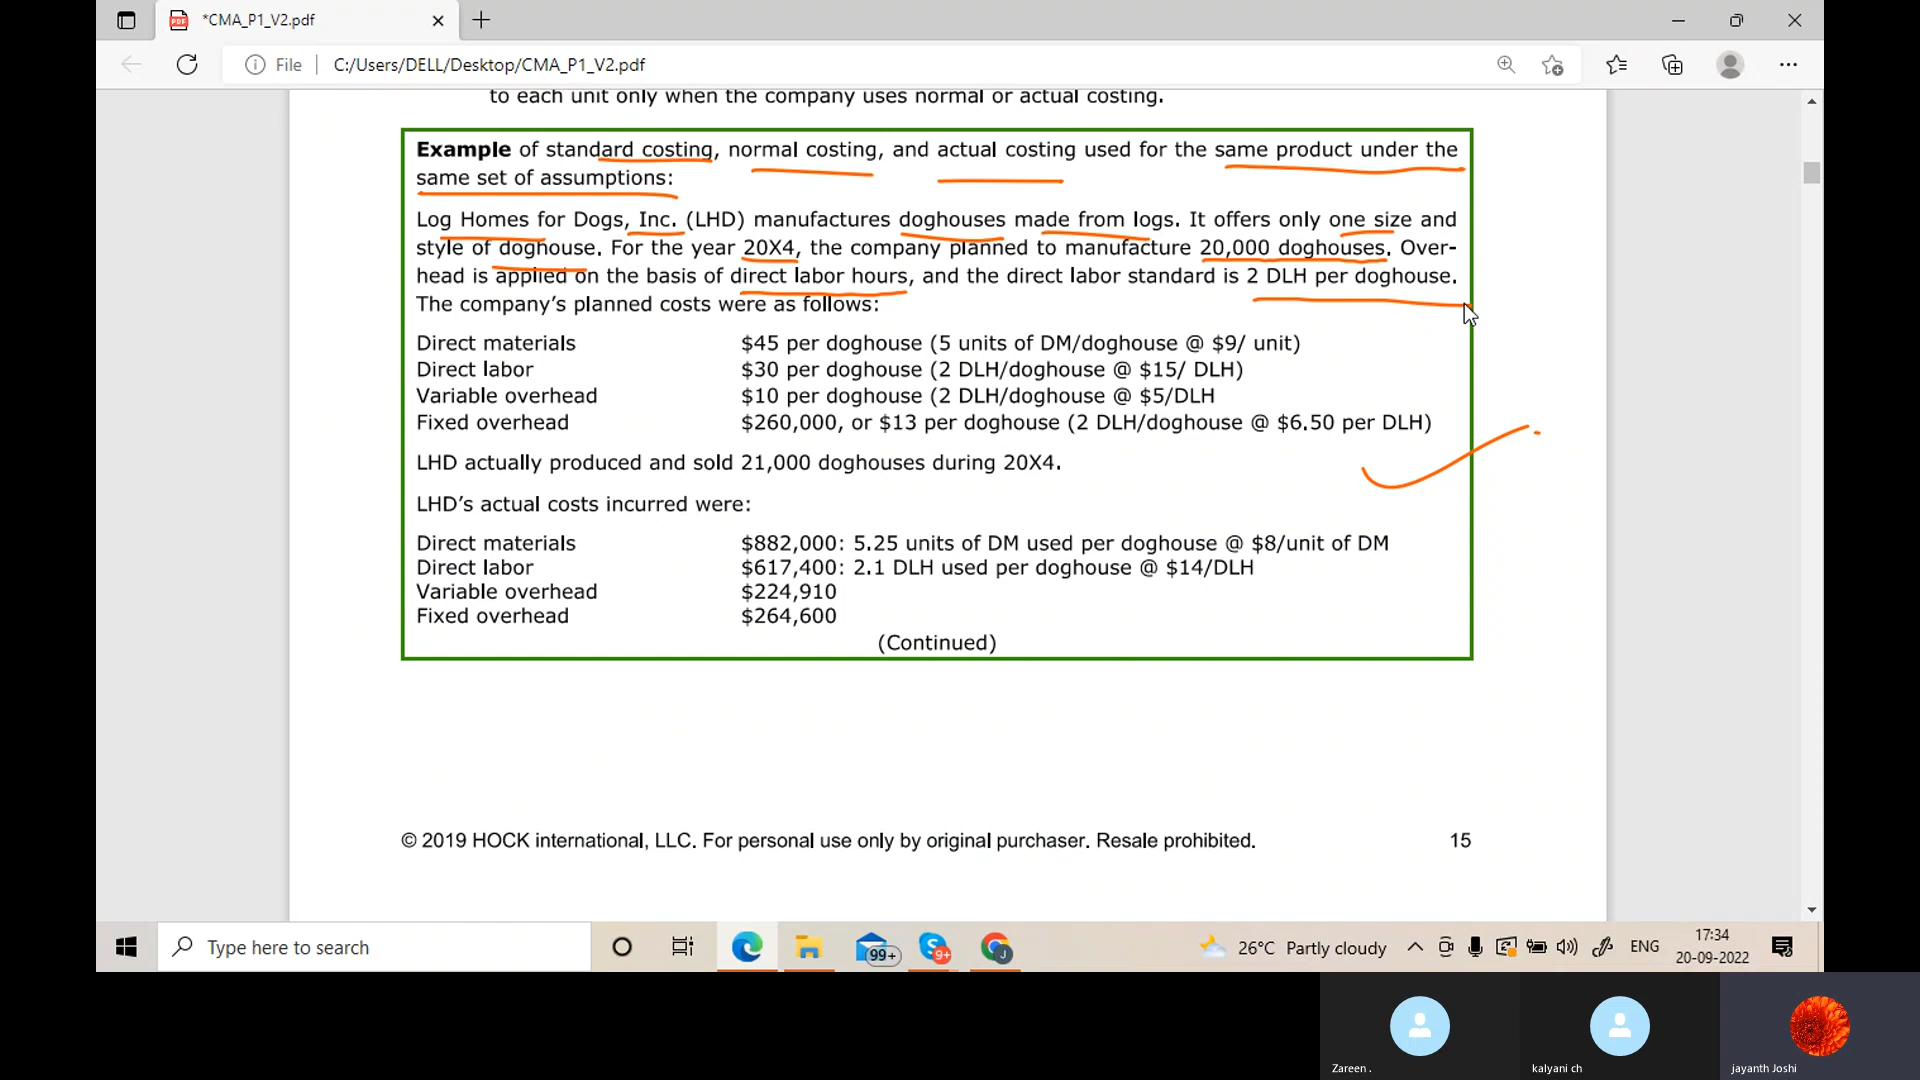 *CMA_P1_V2.pdf
File
C:/Users/DELL/Desktop/CMA_P1_V2.pdf
to each unit only when the company uses normal or actual costing.
Example of standard costing, normal costing, and actual costing used for the same product under the
same set of assumptions:
Log Homes for Dogs, Inc. (LHD) manufactures doghouses made from logs. It offers only one size and
style of doghouse. For the year 20X4, the company planned to manufacture 20,000 doghouses. Over-
head is applied on the basis of direct labor hours, and the direct labor standard is 2 DLH per doghouse.
The company's planned costs were as follows:
Direct materials $45 per doghouse (5 units of DM/doghouse @ $9/ unit)
Direct labor $30 per doghouse (2 DLH/doghouse @ $15/ DLH)
Variable overhead $10 per doghouse (2 DLH/doghouse @ $5/DLH
Fixed overhead $260,000, or $13 per doghouse (2 DLH/doghouse @ $6.50 per DLH)
LHD actually produced and sold 21,000 doghouses during 20X4.
LHD's actual costs incurred were:
Direct materials $882,000: 5.25 units of DM used per doghouse @ $8/unit of DM
Direct labor $617,400: 2.1 DLH used per doghouse @ $14/DLH
Variable overhead $224,910
Fixed overhead $264,600
(Continued)
© 2019 HOCK international, LLC. For personal use only by original purchaser. Resale prohibited. 15
Type here to search
99+
9+
J
26°C Partly cloudy
ENG
17:34
20-09-2022
Zareen .
kalyani ch
jayanth Joshi